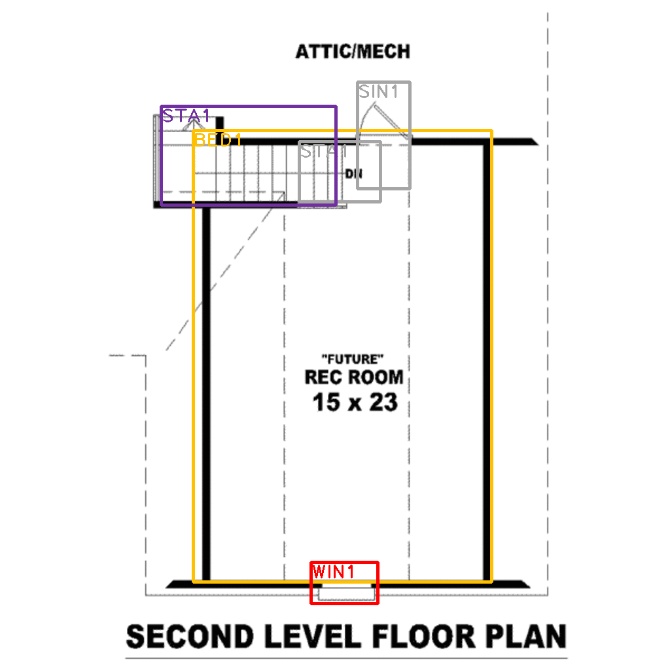 ATTIC/MECH
SIN1
STA1
BED1
STA1
DN
"FUTURE"
REC ROOM
15 x 23
WIN1
SECOND LEVEL FLOOR PLAN